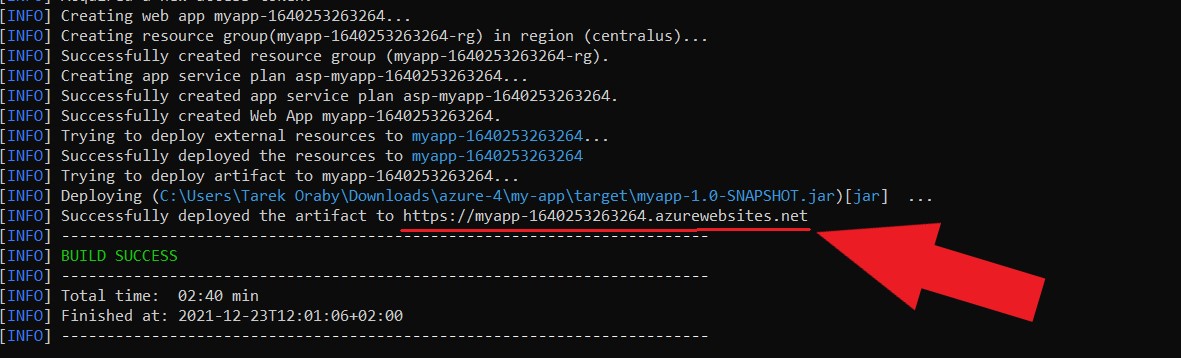 [INFO] Creating web app myapp-1640253263264...
[INFO] Creating resource group(myapp-1640253263264-rg) in region (centralus)...
[INFO] Successfully created resource group (myapp-1640253263264-rg).
[INFO] Creating app service plan asp-myapp-1640253263264...
[INFO] Successfully created app service plan asp-myapp-1640253263264.
[INFO] Successfully created Web App myapp-1640253263264.
[INFO] Trying to deploy external resources to myapp-1640253263264...
[INFO] Successfully deployed the resources to myapp-1640253263264
[INFO] Trying to deploy artifact to myapp-1640253263264...
[INFO] Deploying (C:\Users\Tarek Oraby\Downloads\azure-4\my-app\target\myapp-1.0-SNAPSHOT.jar)[jar]  ...
[INFO] Successfully deployed the artifact to https://myapp-1640253263264.azurewebsites.net
[INFO] ------------------------------------------------------------------------
[INFO] BUILD SUCCESS
[INFO] ------------------------------------------------------------------------
[INFO] Total time:  02:40 min
[INFO] Finished at: 2021-12-23T12:01:06+02:00
[INFO] ------------------------------------------------------------------------